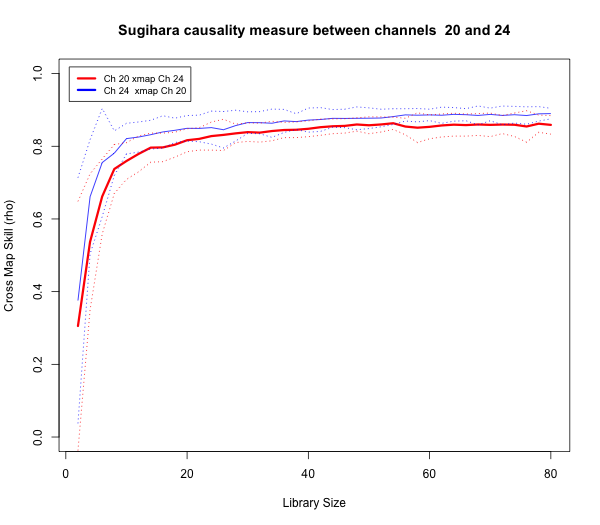 Sugihara causality measure between channels  20 and 24
Ch 20 xmap Ch 24
Ch 24  xmap Ch 20
Cross Map Skill (rho)
1.0
0.8
0.6
0.4
0.2
0.0
0 20 40 60 80
Library Size